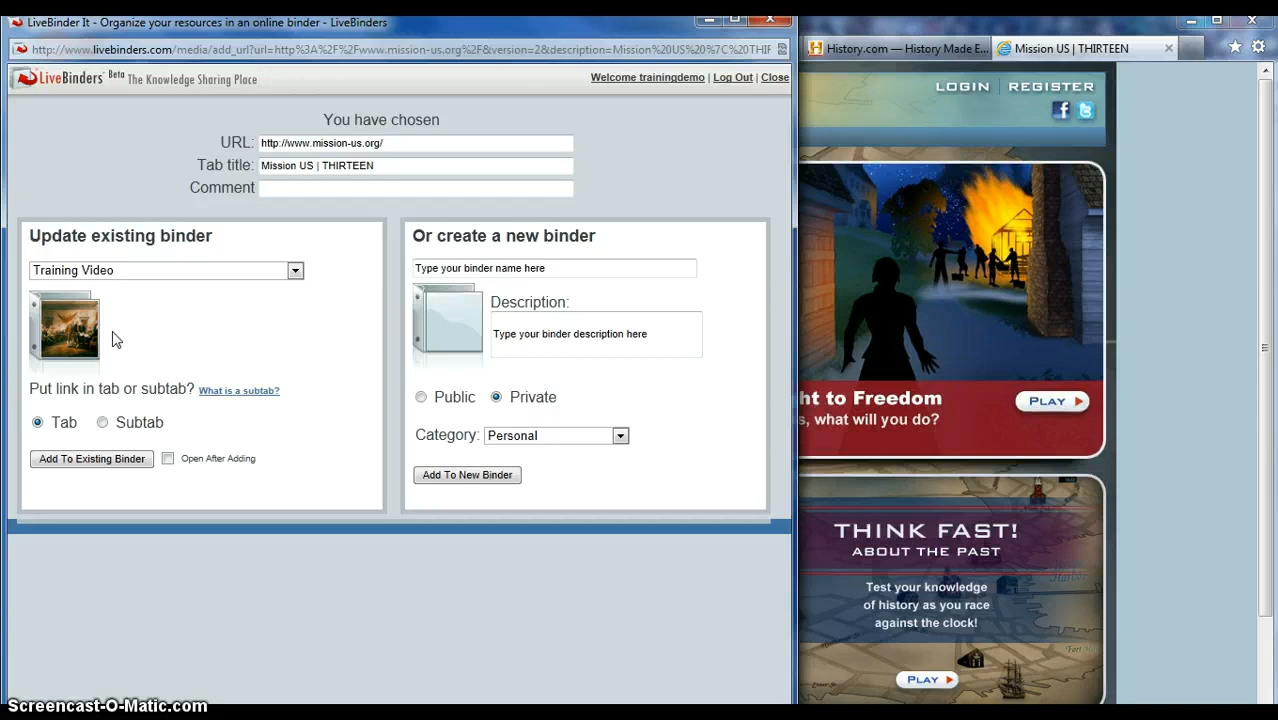 LiveBinder It - Organize your resources in an online binder - LiveBinders
http://www.livebinders.com/media/add_url?url=http%3A%2F%2Fwww.mission-us.org%2F&version=2&description=Mission%20US%20%7C%20THIRT
LiveBinders Beta The Knowledge Sharing Place
Welcome trainingdemo | Log Out | Close
You have chosen
URL: http://www.mission-us.org/
Tab title: Mission US | THIRTEEN
Comment
Update existing binder
Training Video
Put link in tab or subtab? What is a subtab?
Tab Subtab
Add To Existing Binder Open After Adding
Or create a new binder
Type your binder name here
Description:
Type your binder description here
Public Private
Category: Personal
Add To New Binder
History.com — History Made E...
Mission US | THIRTEEN
LOGIN REGISTER
ht to Freedom
s, what will you do?
PLAY
THINK FAST!
ABOUT THE PAST
Test your knowledge
of history as you race
against the clock!
PLAY
Screencast-O-Matic.com